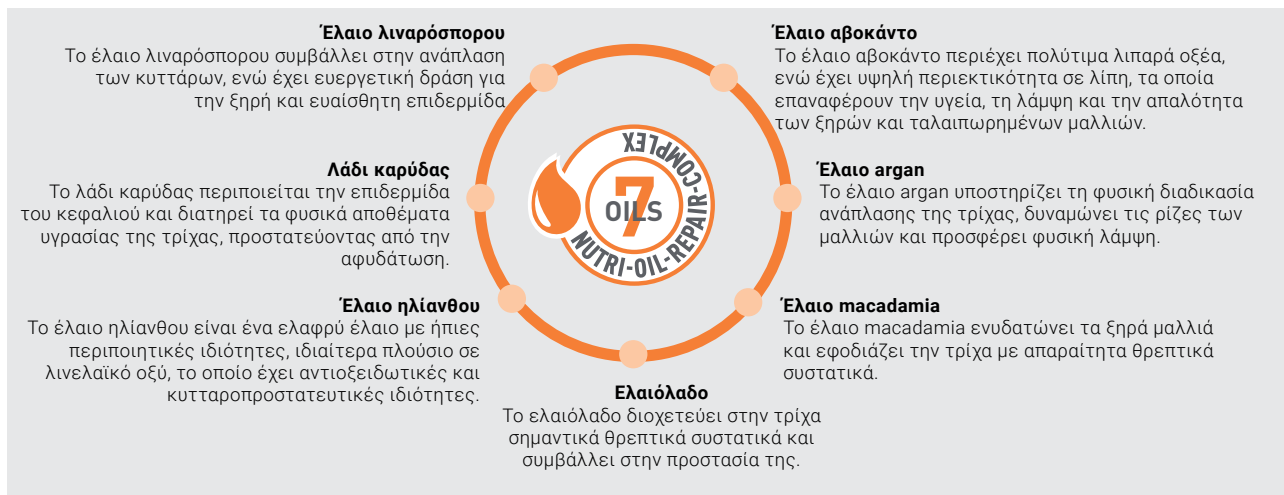 Έλαιο λιναρόσπορου
Το έλαιο λιναρόσπορου συμβάλλει στην ανάπλαση
των κυττάρων, ενώ έχει ευεργετική δράση για
την ξηρή και ευαίσθητη επιδερμίδα
Λάδι καρύδας
Το λάδι καρύδας περιποιείται την επιδερμίδα
του κεφαλιού και διατηρεί τα φυσικά αποθέματα
υγρασίας της τρίχας, προστατεύοντας από την
αφυδάτωση.
Έλαιο ηλίανθου
Το έλαιο ηλίανθου είναι ένα ελαφρύ έλαιο με ήπιες
περιποιητικές ιδιότητες, ιδιαίτερα πλούσιο σε
λινελαϊκό οξύ, το οποίο έχει αντιοξειδωτικές και
κυτταροπροστατευτικές ιδιότητες.
7
OILS
NUTRI-OIL-REPAIR-COMPLEX
Έλαιο αβοκάντο
Το έλαιο αβοκάντο περιέχει πολύτιμα λιπαρά οξέα,
ενώ έχει υψηλή περιεκτικότητα σε λίπη, τα οποία
επαναφέρουν την υγεία, τη λάμψη και την απαλότητα
των ξηρών και ταλαιπωρημένων μαλλιών.
Έλαιο argan
Το έλαιο argan υποστηρίζει τη φυσική διαδικασία
ανάπλασης της τρίχας, δυναμώνει τις ρίζες των
μαλλιών και προσφέρει φυσική λάμψη.
Έλαιο macadamia
Το έλαιο macadamia ενυδατώνει τα ξηρά μαλλιά
και εφοδιάζει την τρίχα με απαραίτητα θρεπτικά
συστατικά.
Ελαιόλαδο
Το ελαιόλαδο διοχετεύει στην τρίχα
σημαντικά θρεπτικά συστατικά και
συμβάλλει στην προστασία της.